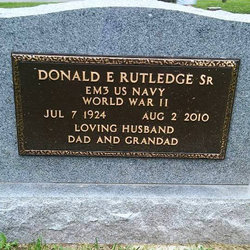 DONALD E RUTLEDGE SR
EM3 US NAVY
WORLD WAR II
JUL 7 1924 AUG 2 2010
LOVING HUSBAND
DAD AND GRANDAD